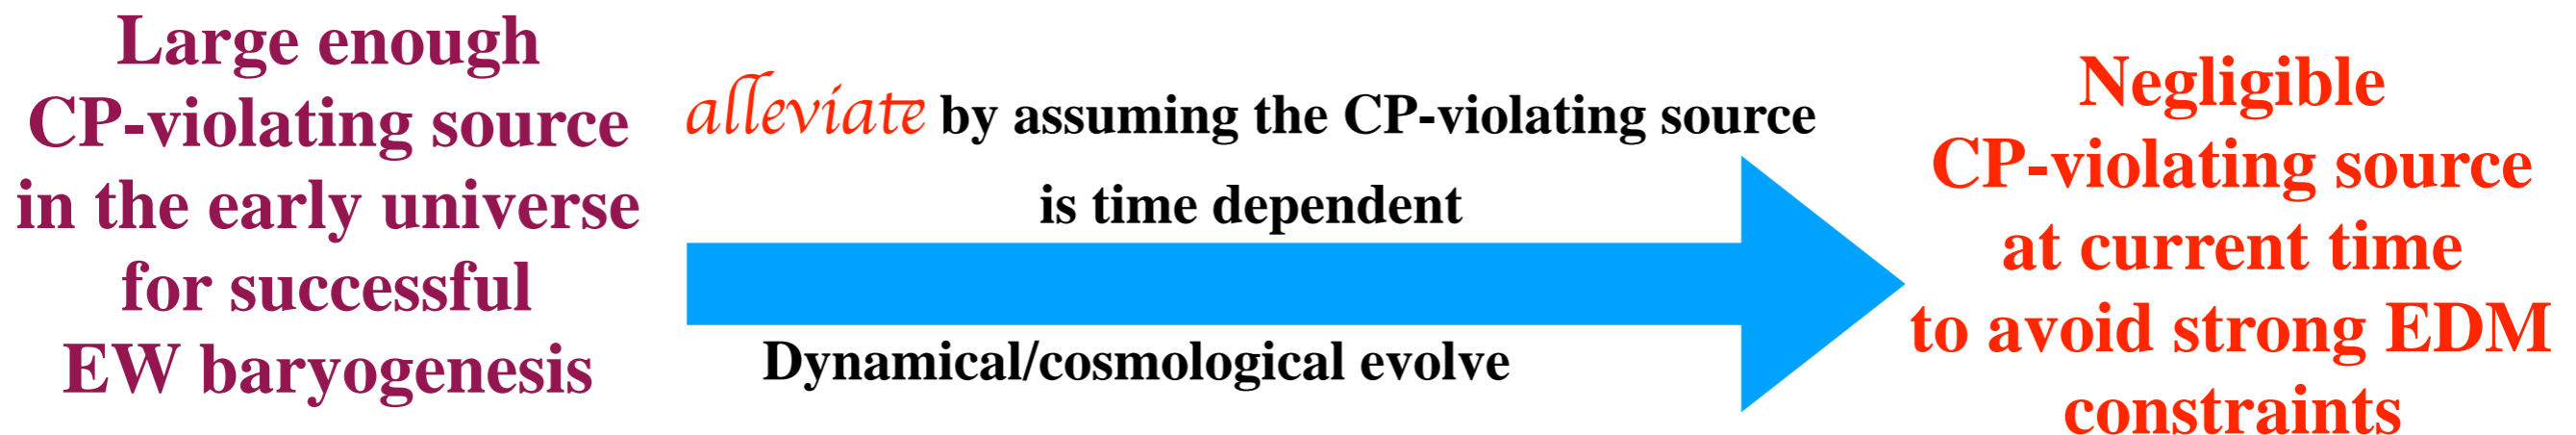 Large enough
CP-violating source
in the early universe
for successful
EW baryogenesis
alleviate by assuming the CP-violating source
is time dependent
Dynamical/cosmological evolve
Negligible
CP-violating source
at current time
to avoid strong EDM
constraints